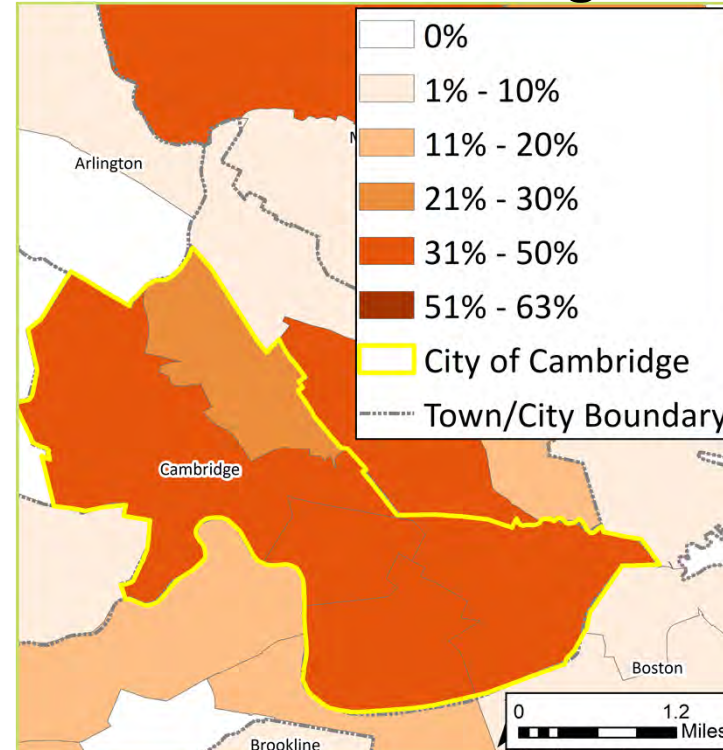 0%
1% - 10%
11% - 20%
21% - 30%
31% - 50%
51% - 63%
City of Cambridge
Town/City Boundary
Arlington
Cambridge
Boston
Brookline
0 1.2
Miles